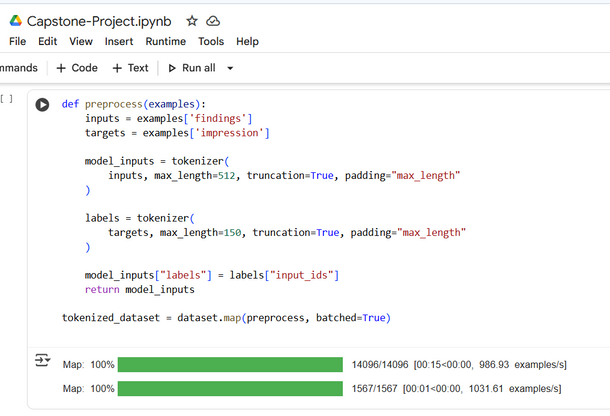 Capstone-Project.ipynb
File Edit View Insert Runtime Tools Help
mmands + Code + Text Run all
[ ]
def preprocess(examples):
    inputs = examples['findings']
    targets = examples['impression']

    model_inputs = tokenizer(
        inputs, max_length=512, truncation=True, padding="max_length"
    )

    labels = tokenizer(
        targets, max_length=150, truncation=True, padding="max_length"
    )

    model_inputs["labels"] = labels["input_ids"]
    return model_inputs

tokenized_dataset = dataset.map(preprocess, batched=True)
Map: 100% 14096/14096 [00:15<00:00, 986.93 examples/s]
Map: 100% 1567/1567 [00:01<00:00, 1031.61 examples/s]